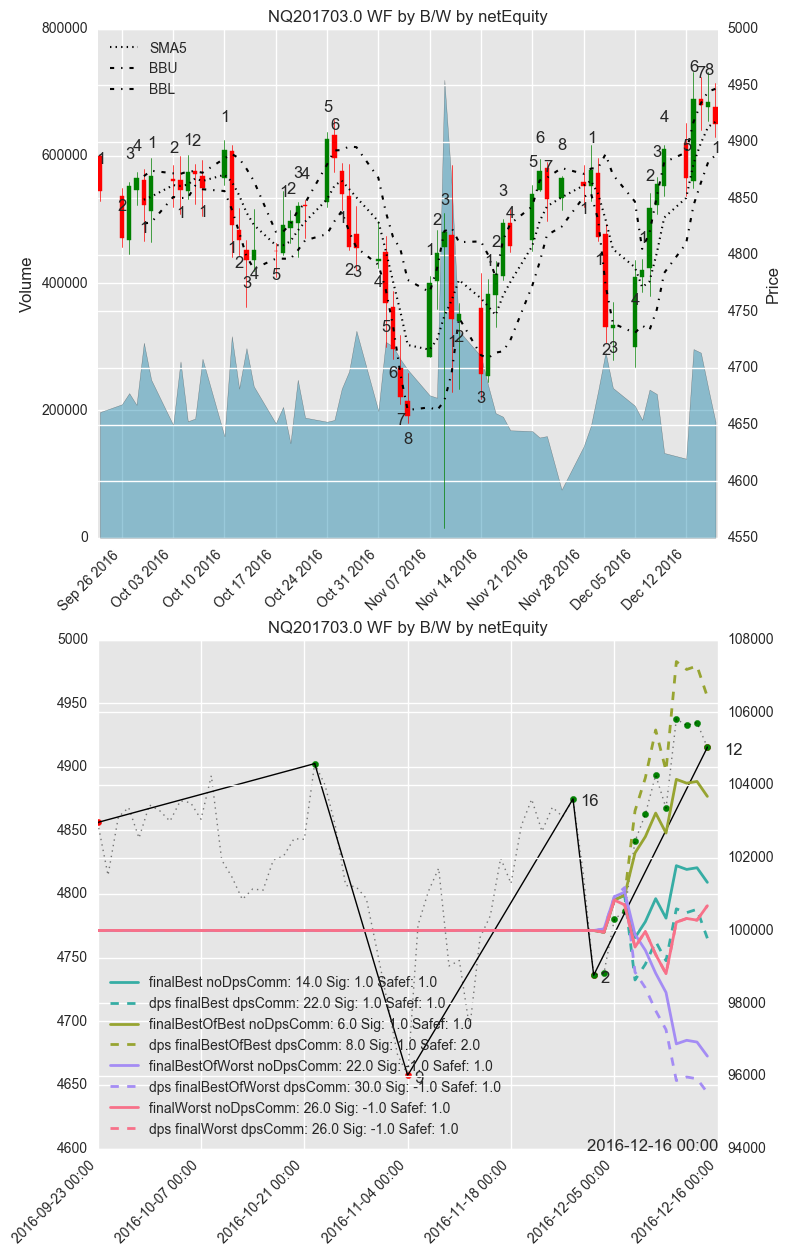 NQ201703.0 WF by B/W by netEquity
800000
600000
400000
200000
0
Volume
SMA5
BBU
BBL
5000
4950
4900
4850
4800
4750
4700
4650
4600
4550
Price
Sep 26 2016
Oct 03 2016
Oct 10 2016
Oct 17 2016
Oct 24 2016
Oct 31 2016
Nov 07 2016
Nov 14 2016
Nov 21 2016
Nov 28 2016
Dec 05 2016
Dec 12 2016
NQ201703.0 WF by B/W by netEquity
5000
4950
4900
4850
4800
4750
4700
4650
4600
108000
106000
104000
102000
100000
98000
96000
94000
12
16
2
9
finalBest noDpsComm: 14.0 Sig: 1.0 Safef: 1.0
dps finalBest dpsComm: 22.0 Sig: 1.0 Safef: 1.0
finalBestOfBest noDpsComm: 6.0 Sig: 1.0 Safef: 1.0
dps finalBestOfBest dpsComm: 8.0 Sig: 1.0 Safef: 2.0
finalBestOfWorst noDpsComm: 22.0 Sig: -1.0 Safef: 1.0
dps finalBestOfWorst dpsComm: 30.0 Sig: -1.0 Safef: 1.0
finalWorst noDpsComm: 26.0 Sig: -1.0 Safef: 1.0
dps finalWorst dpsComm: 26.0 Sig: -1.0 Safef: 1.0
2016-12-16 00:00
2016-09-23 00:00
2016-10-07 00:00
2016-10-21 00:00
2016-11-04 00:00
2016-11-18 00:00
2016-12-05 00:00
2016-12-16 00:00